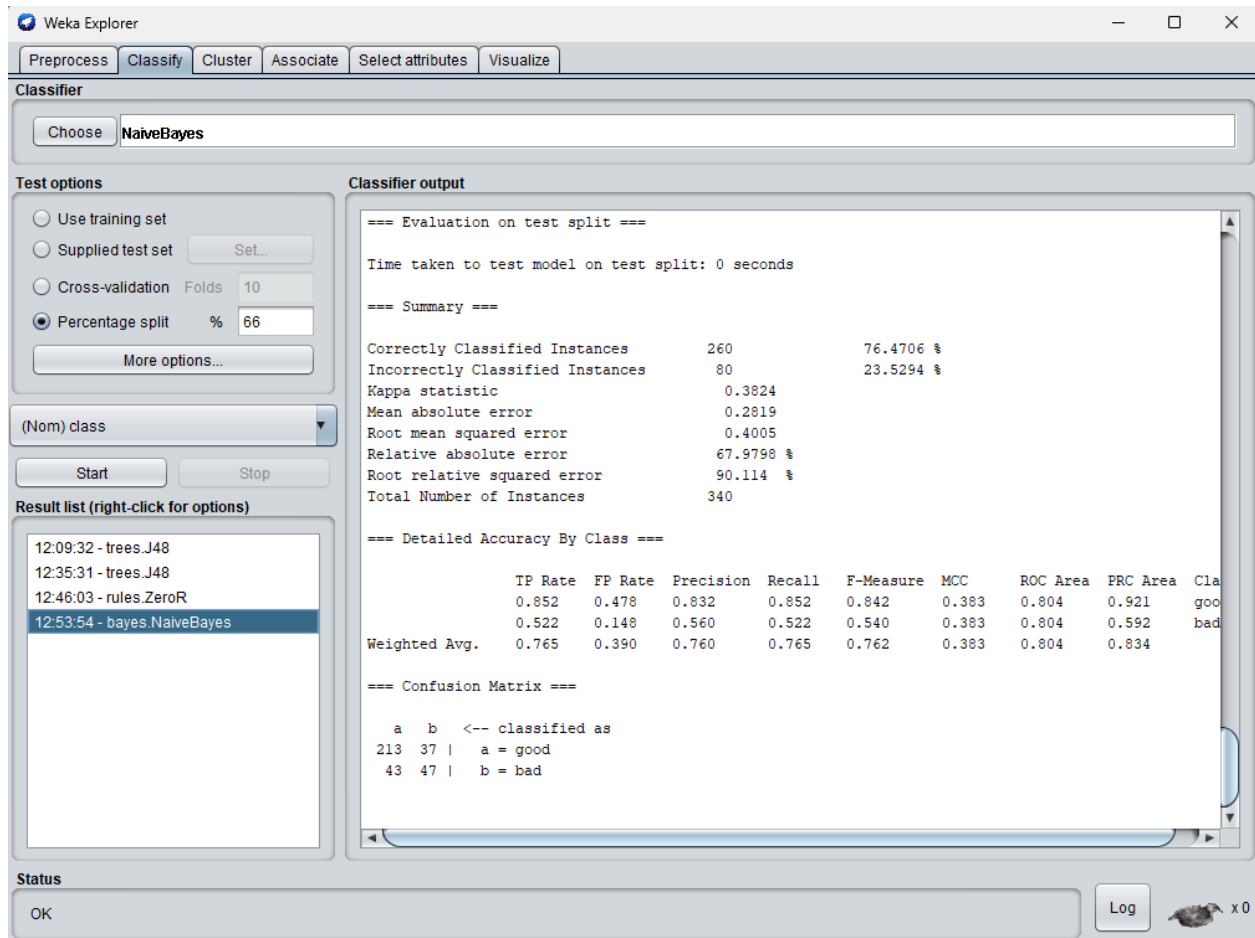 Weka Explorer
Preprocess Classify Cluster Associate Select attributes Visualize
Classifier
Choose NaiveBayes
Test options
Use training set
Supplied test set Set...
Cross-validation Folds 10
Percentage split % 66
More options...
(Nom) class
Start Stop
Result list (right-click for options)
12:09:32 - trees.J48
12:35:31 - trees.J48
12:46:03 - rules.ZeroR
12:53:54 - bayes.NaiveBayes
Classifier output
=== Evaluation on test split ===
Time taken to test model on test split: 0 seconds
=== Summary ===
Correctly Classified Instances 260 76.4706 %
Incorrectly Classified Instances 80 23.5294 %
Kappa statistic 0.3824
Mean absolute error 0.2819
Root mean squared error 0.4005
Relative absolute error 67.9798 %
Root relative squared error 90.114 %
Total Number of Instances 340
=== Detailed Accuracy By Class ===
TP Rate FP Rate Precision Recall F-Measure MCC ROC Area PRC Area Cla
0.852 0.478 0.832 0.852 0.842 0.383 0.804 0.921 goo
0.522 0.148 0.560 0.522 0.540 0.383 0.804 0.592 bad
Weighted Avg. 0.765 0.390 0.760 0.765 0.762 0.383 0.804 0.834
=== Confusion Matrix ===
a b <-- classified as
213 37 | a = good
43 47 | b = bad
Status
OK
Log x 0